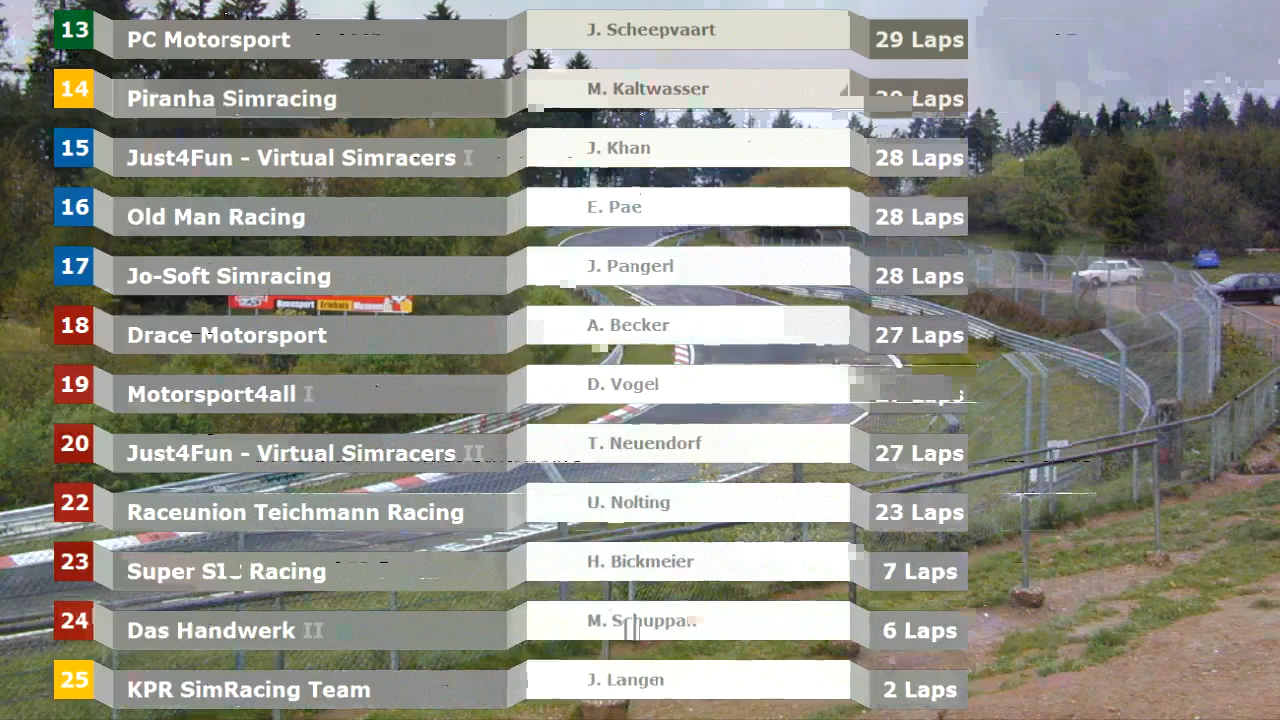 13 PC Motorsport J. Scheepvaart 29 Laps
14 Piranha Simracing M. Kaltwasser Laps
15 Just4Fun - Virtual Simracers I J. Khan 28 Laps
16 Old Man Racing E. Pae 28 Laps
17 Jo-Soft Simracing J. Pangerl 28 Laps
18 Drace Motorsport A. Becker 27 Laps
19 Motorsport4all I D. Vogel Laps
20 Just4Fun - Virtual Simracers II T. Neuendorf 27 Laps
22 Raceunion Teichmann Racing U. Nolting 23 Laps
23 Super Racing H. Bickmeier 7 Laps
24 Das Handwerk II M. Schuppa.. 6 Laps
25 KPR SimRacing Team J. Langen 2 Laps